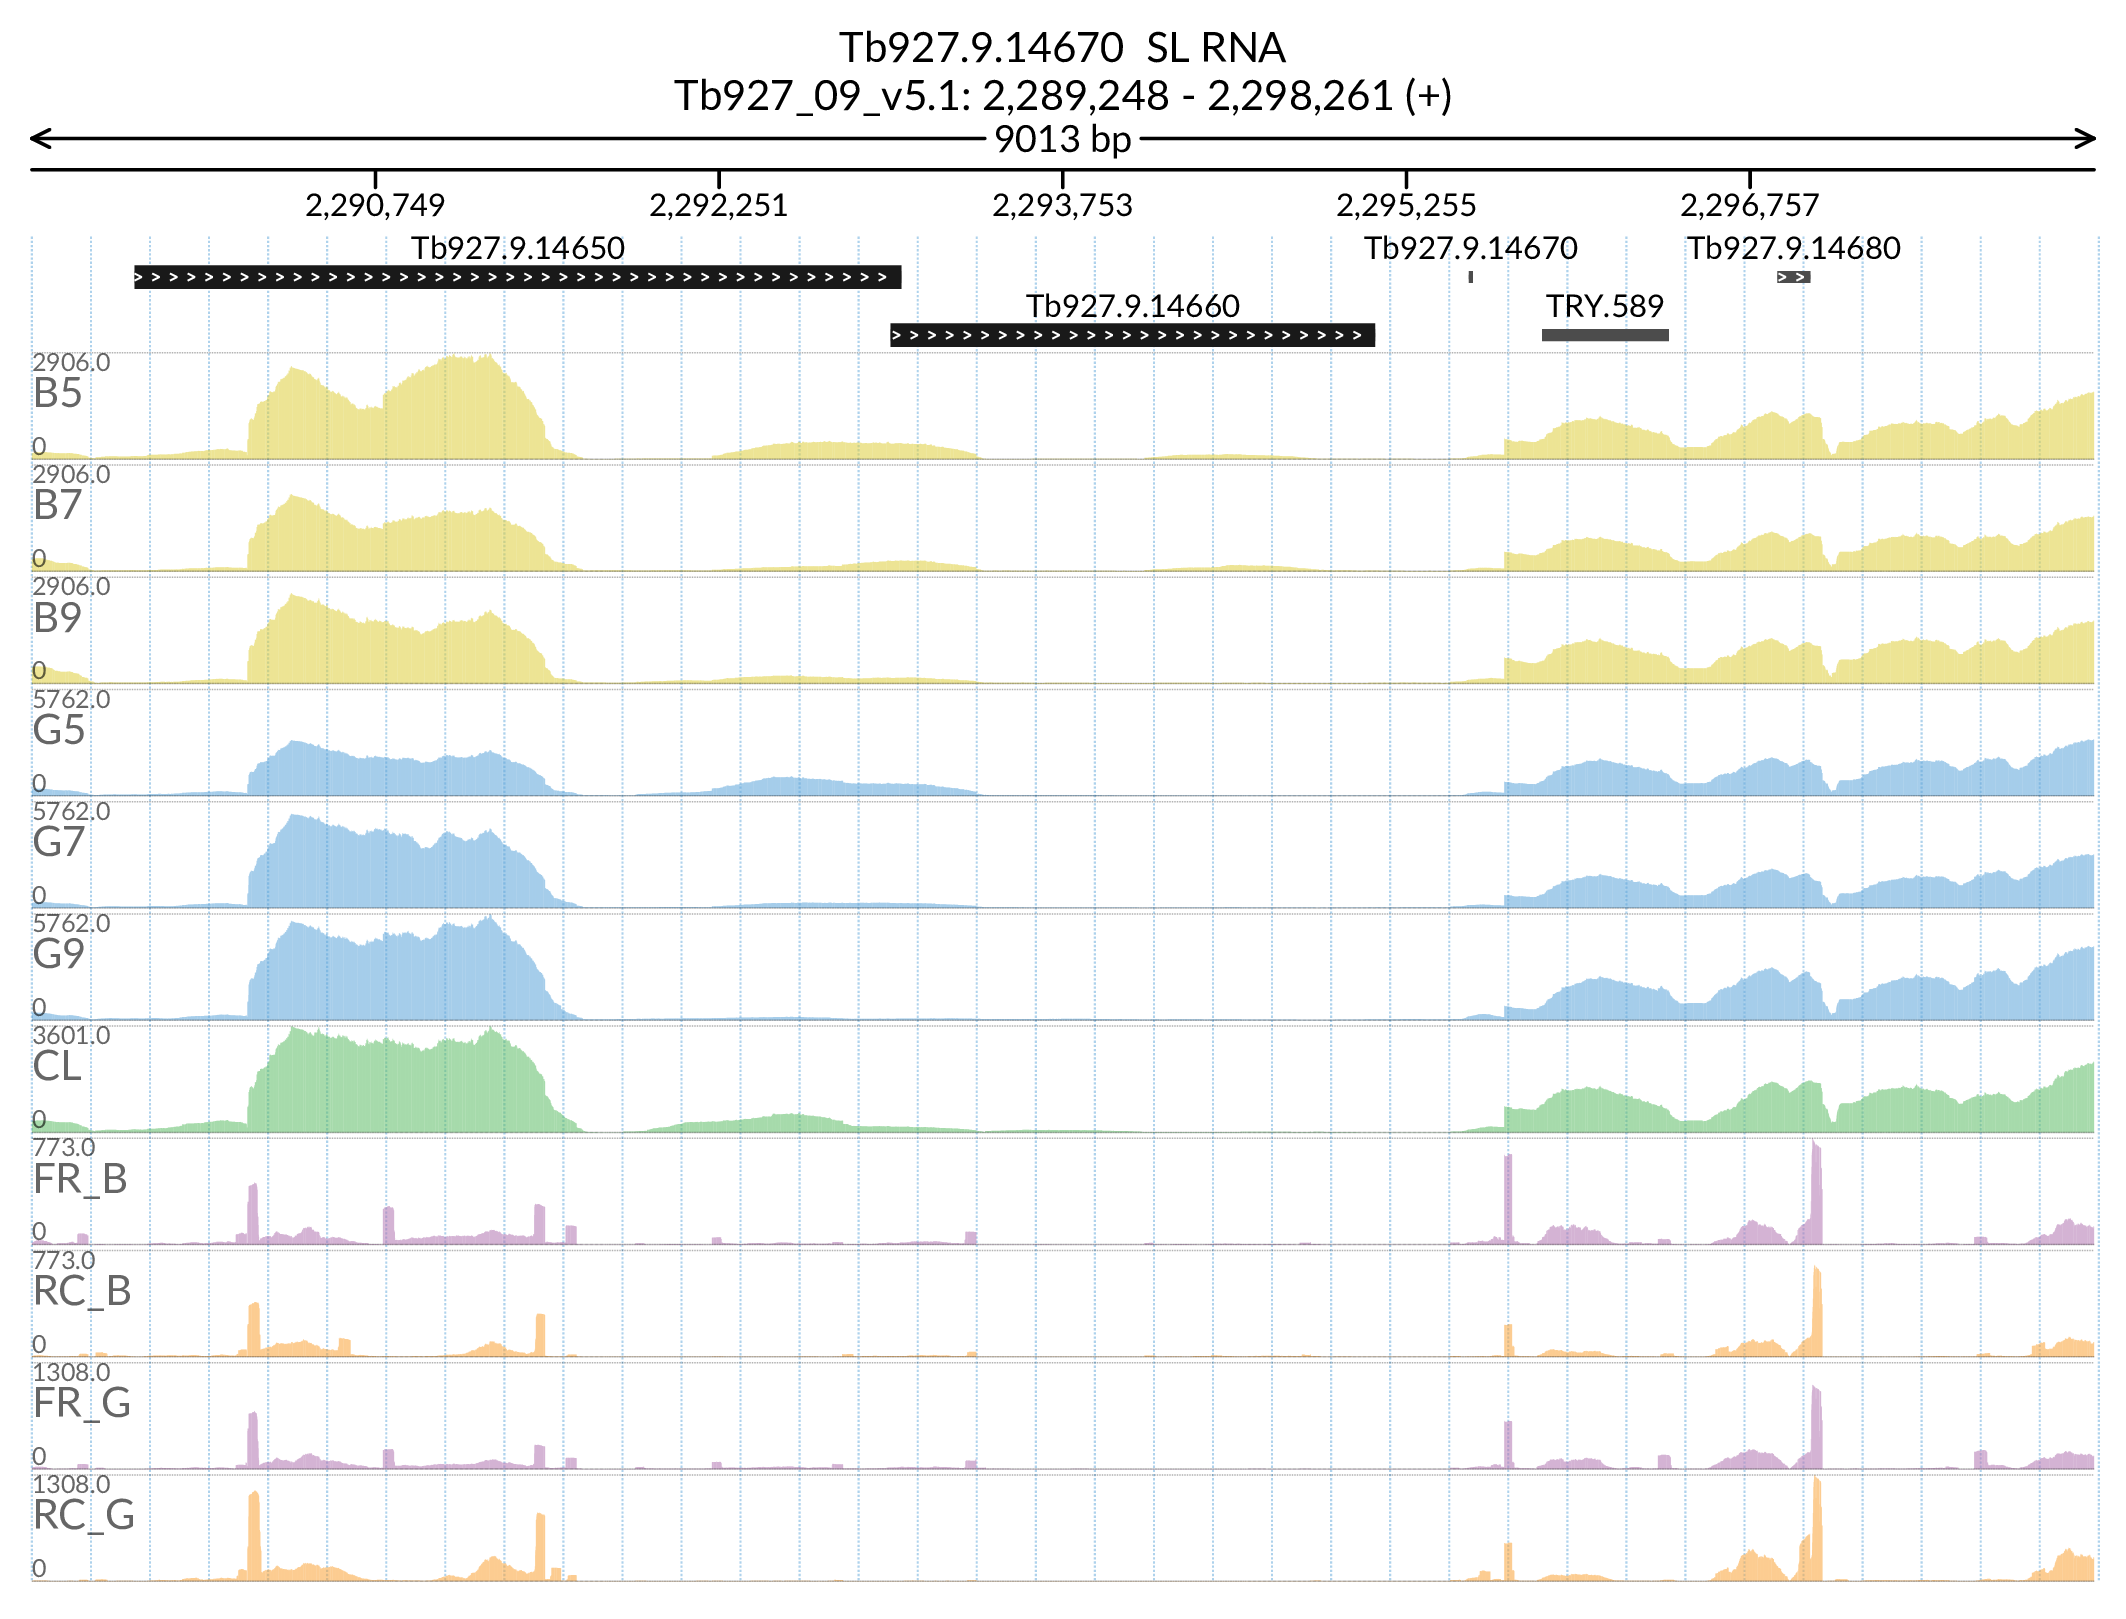 Tb927.9.14670 SL RNA
Tb927_09_v5.1: 2,289,248 - 2,298,261 (+)
9013 bp
2,290,749 2,292,251 2,293,753 2,295,255 2,296,757
Tb927.9.14650 Tb927.9.14670 Tb927.9.14680
Tb927.9.14660 TRY.589
2906.0
B5
0
2906.0
B7
0
2906.0
B9
0
5762.0
G5
0
5762.0
G7
0
5762.0
G9
0
3601.0
CL
0
773.0
FR_B
0
773.0
RC_B
0
1308.0
FR_G
0
1308.0
RC_G
0